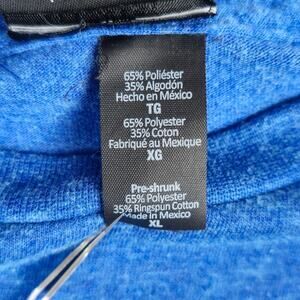 65% Poliéster
35% Algodón
Hecho en México
TG
65% Polyester
35% Coton
Fabriqué au Mexique
XG
Pre-shrunk
65% Polyester
35% Ringspun Cotton
Made in Mexico
XL